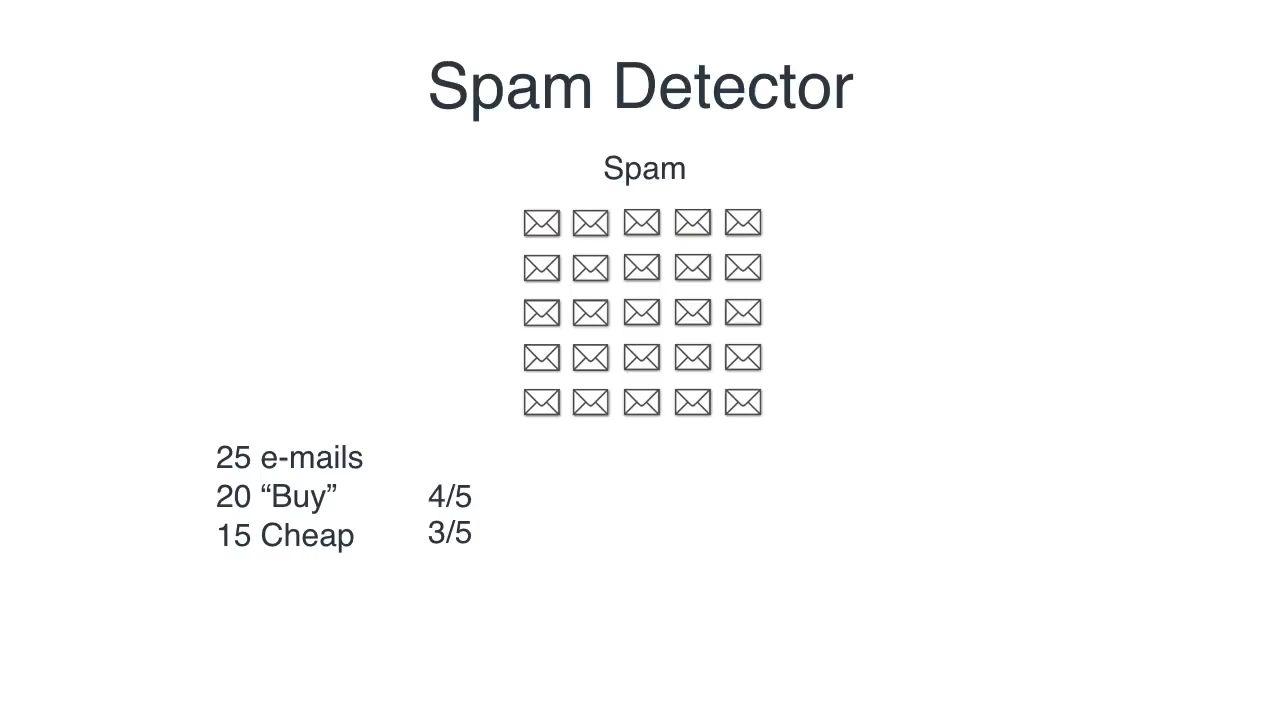 Spam Detector
Spam
25 e-mails
20 “Buy” 4/5
15 Cheap 3/5